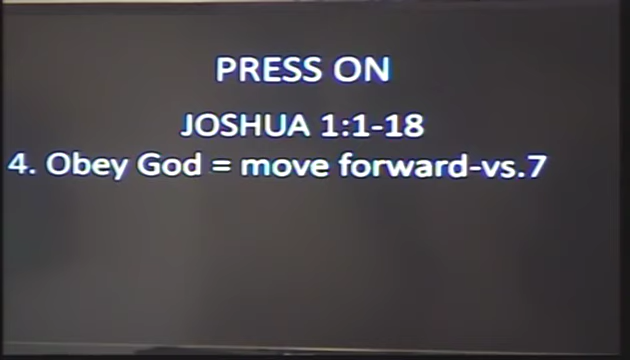 PRESS ON
JOSHUA 1:1-18
4. Obey God = move forward-vs.7